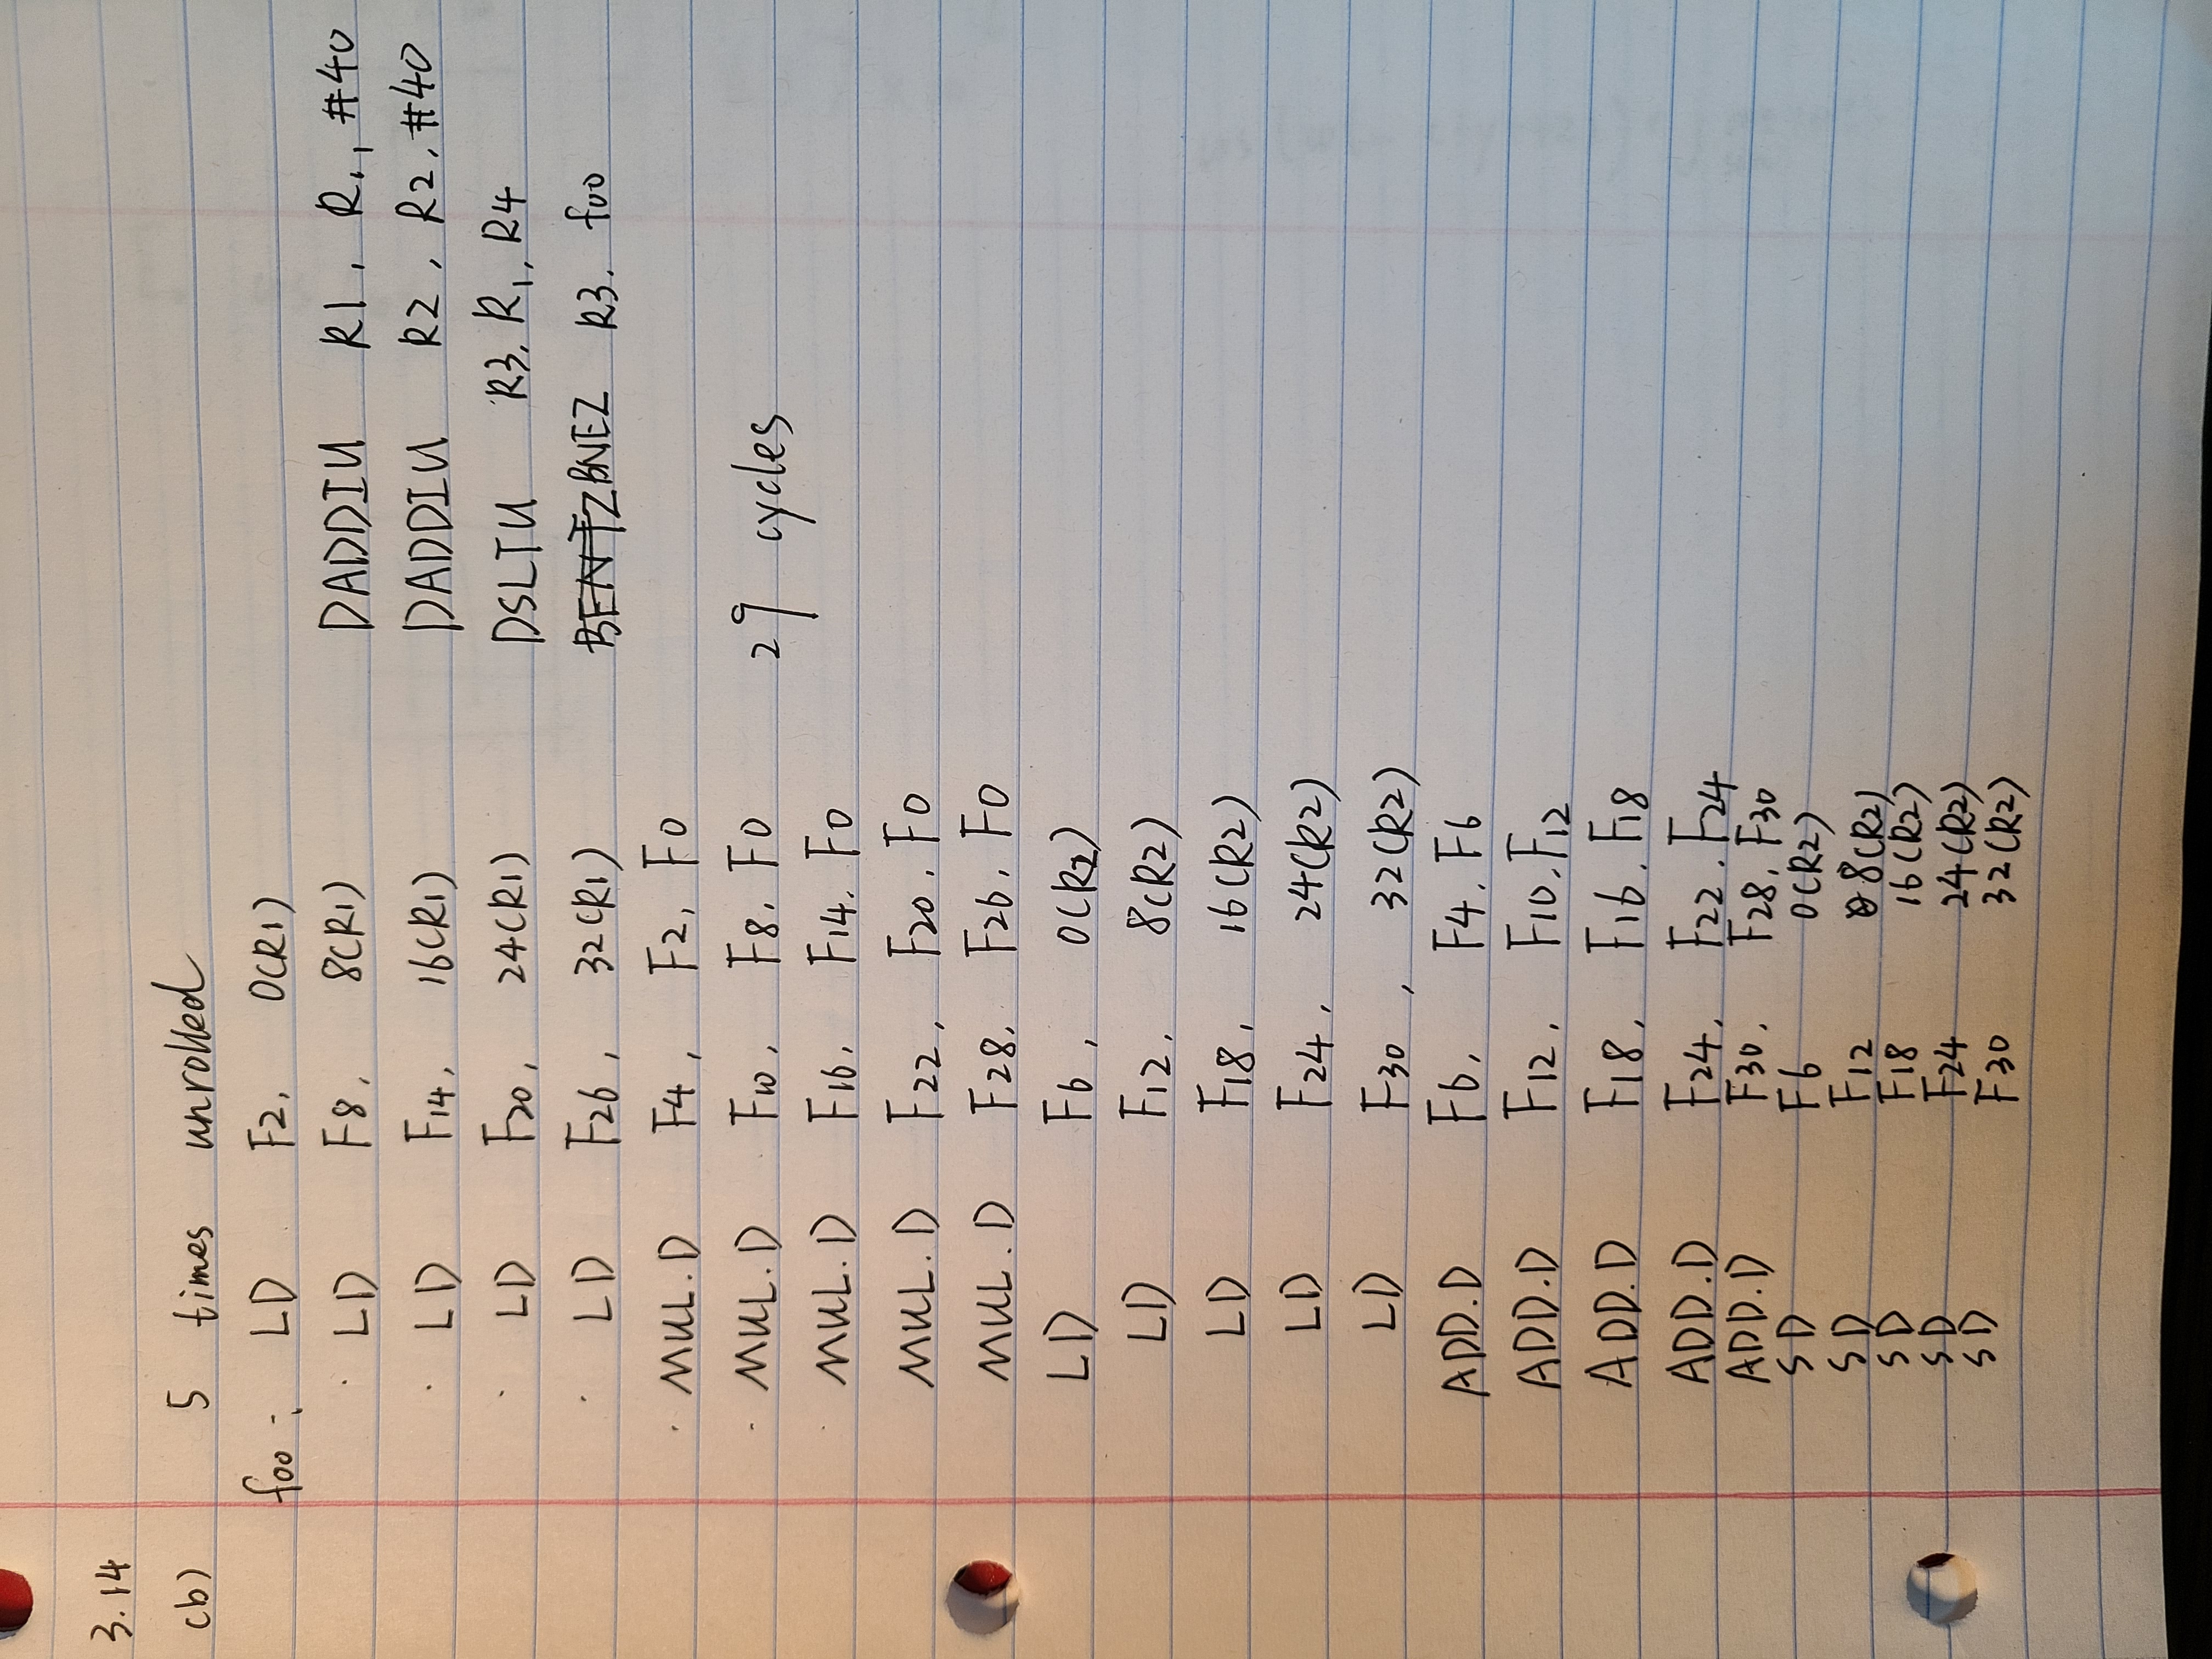 3.14
(b) 5 times unrolled
foo: LD F2, 0(R1)
LD F8, 8(R1)
LD F14, 16(R1)
LD F20, 24(R1)
LD F26, 32(R1)
MUL.D F4, F2, F0
MUL.D F10, F8, F0
MUL.D F16, F14, F0
MUL.D F22, F20, F0
MUL.D F28, F26, F0
LD F6, 0(R2)
LD F12, 8(R2)
LD F18, 16(R2)
LD F24, 24(R2)
LD F30, 32(R2)
ADD.D F6, F4, F6
ADD.D F12, F10, F12
ADD.D F18, F16, F18
ADD.D F24, F22, F24
ADD.D F30, F28, F30
SD F6 0(R2)
SD F12 8(R2)
SD F18 16(R2)
SD F24 24(R2)
SD F30 32(R2)
DADDIU R1, R1, #40
DADDIU R2, R2, #40
DSLTU R3, R1, R4
BNEZ R3, foo
29 cycles